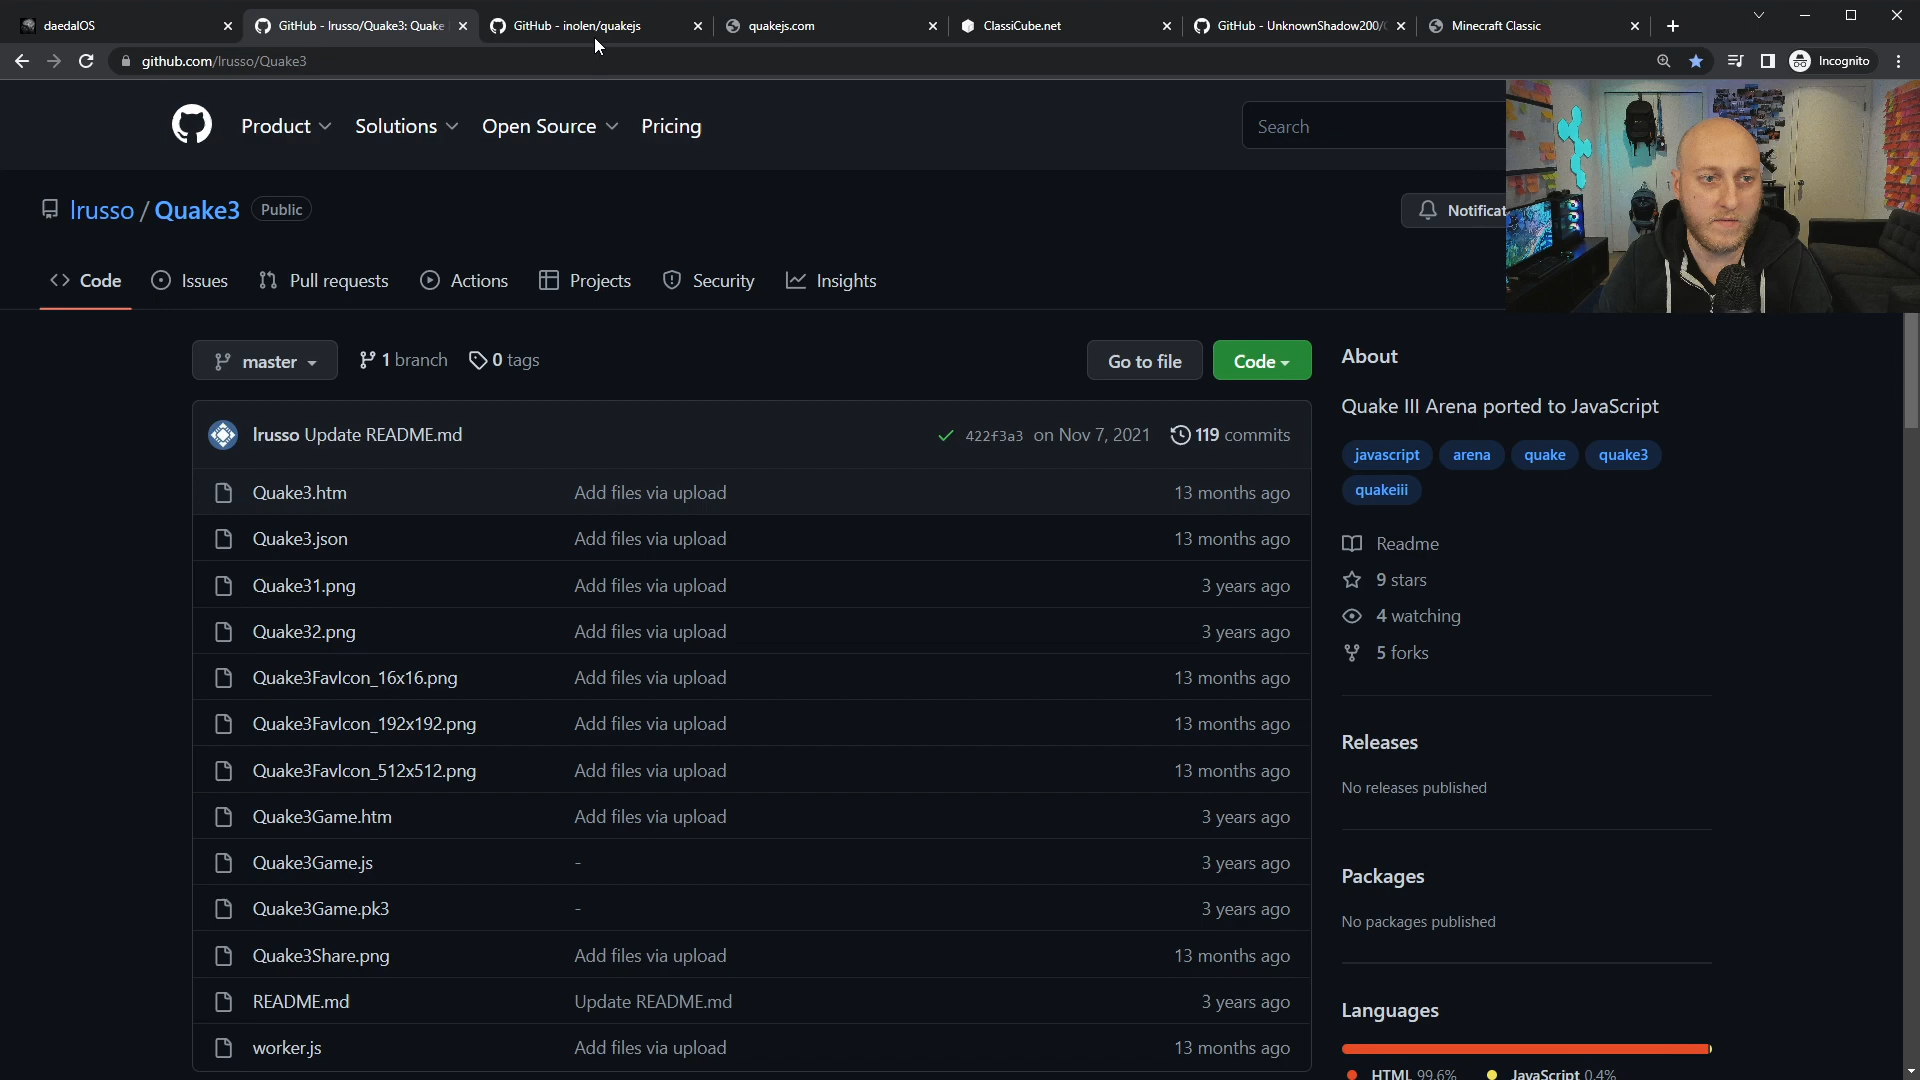 daedalOS
GitHub - lrusso/Quake3: Quake
GitHub - inolen/quakejs
quakejs.com
ClassiCube.net
GitHub - UnknownShadow200/
Minecraft Classic
github.com/lrusso/Quake3
Incognito
Product
Solutions
Open Source
Pricing
Search
lrusso / Quake3
Public
Notificat
Code
Issues
Pull requests
Actions
Projects
Security
Insights
master
1 branch
0 tags
Go to file
Code
lrusso Update README.md
422f3a3 on Nov 7, 2021
119 commits
Quake3.htm Add files via upload 13 months ago
Quake3.json Add files via upload 13 months ago
Quake31.png Add files via upload 3 years ago
Quake32.png Add files via upload 3 years ago
Quake3FavIcon_16x16.png Add files via upload 13 months ago
Quake3FavIcon_192x192.png Add files via upload 13 months ago
Quake3FavIcon_512x512.png Add files via upload 13 months ago
Quake3Game.htm Add files via upload 3 years ago
Quake3Game.js - 3 years ago
Quake3Game.pk3 - 3 years ago
Quake3Share.png Add files via upload 13 months ago
README.md Update README.md 3 years ago
worker.js Add files via upload 13 months ago
About
Quake III Arena ported to JavaScript
javascript arena quake quake3
quakeiii
Readme
9 stars
4 watching
5 forks
Releases
No releases published
Packages
No packages published
Languages
HTML 99.6% JavaScript 0.4%